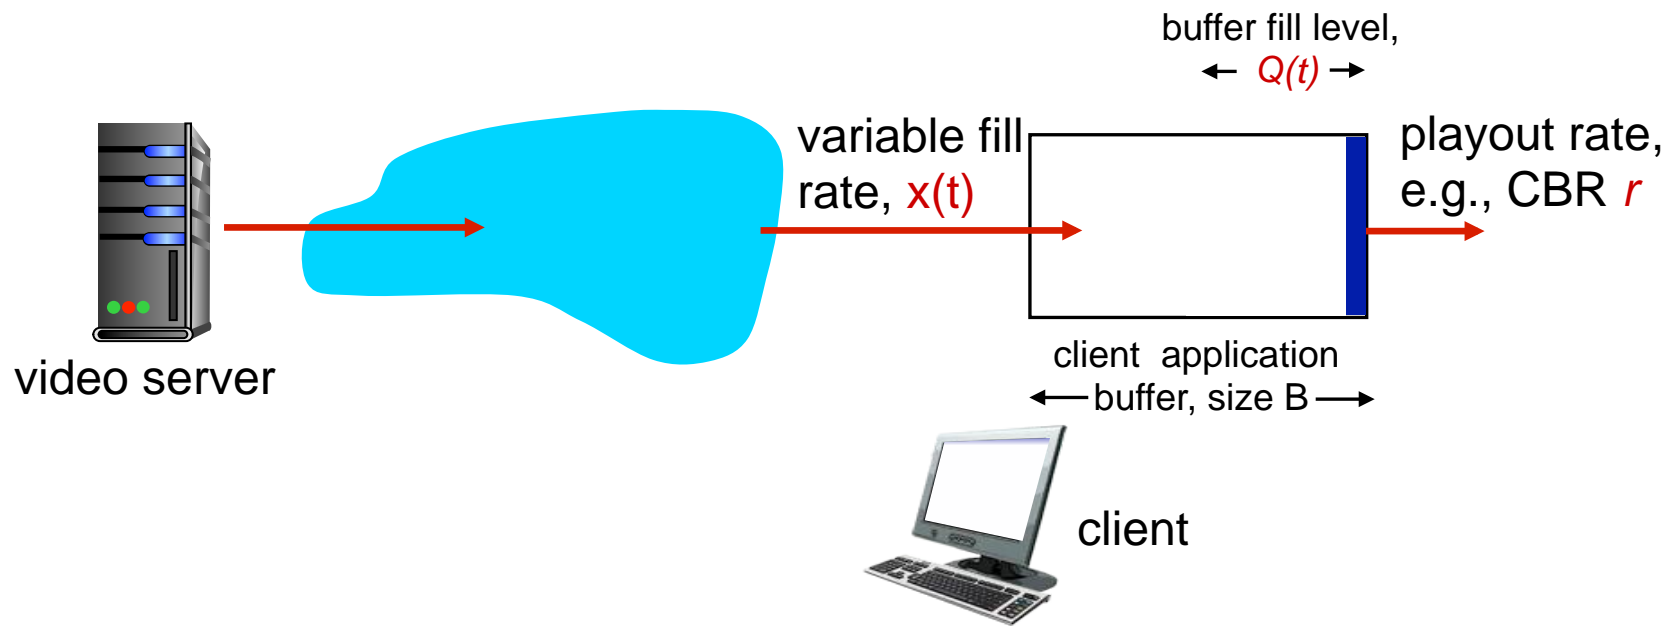 buffer fill level,
Q(t)
variable fill
rate, x(t)
playout rate,
e.g., CBR r
video server
client application
buffer, size B
client